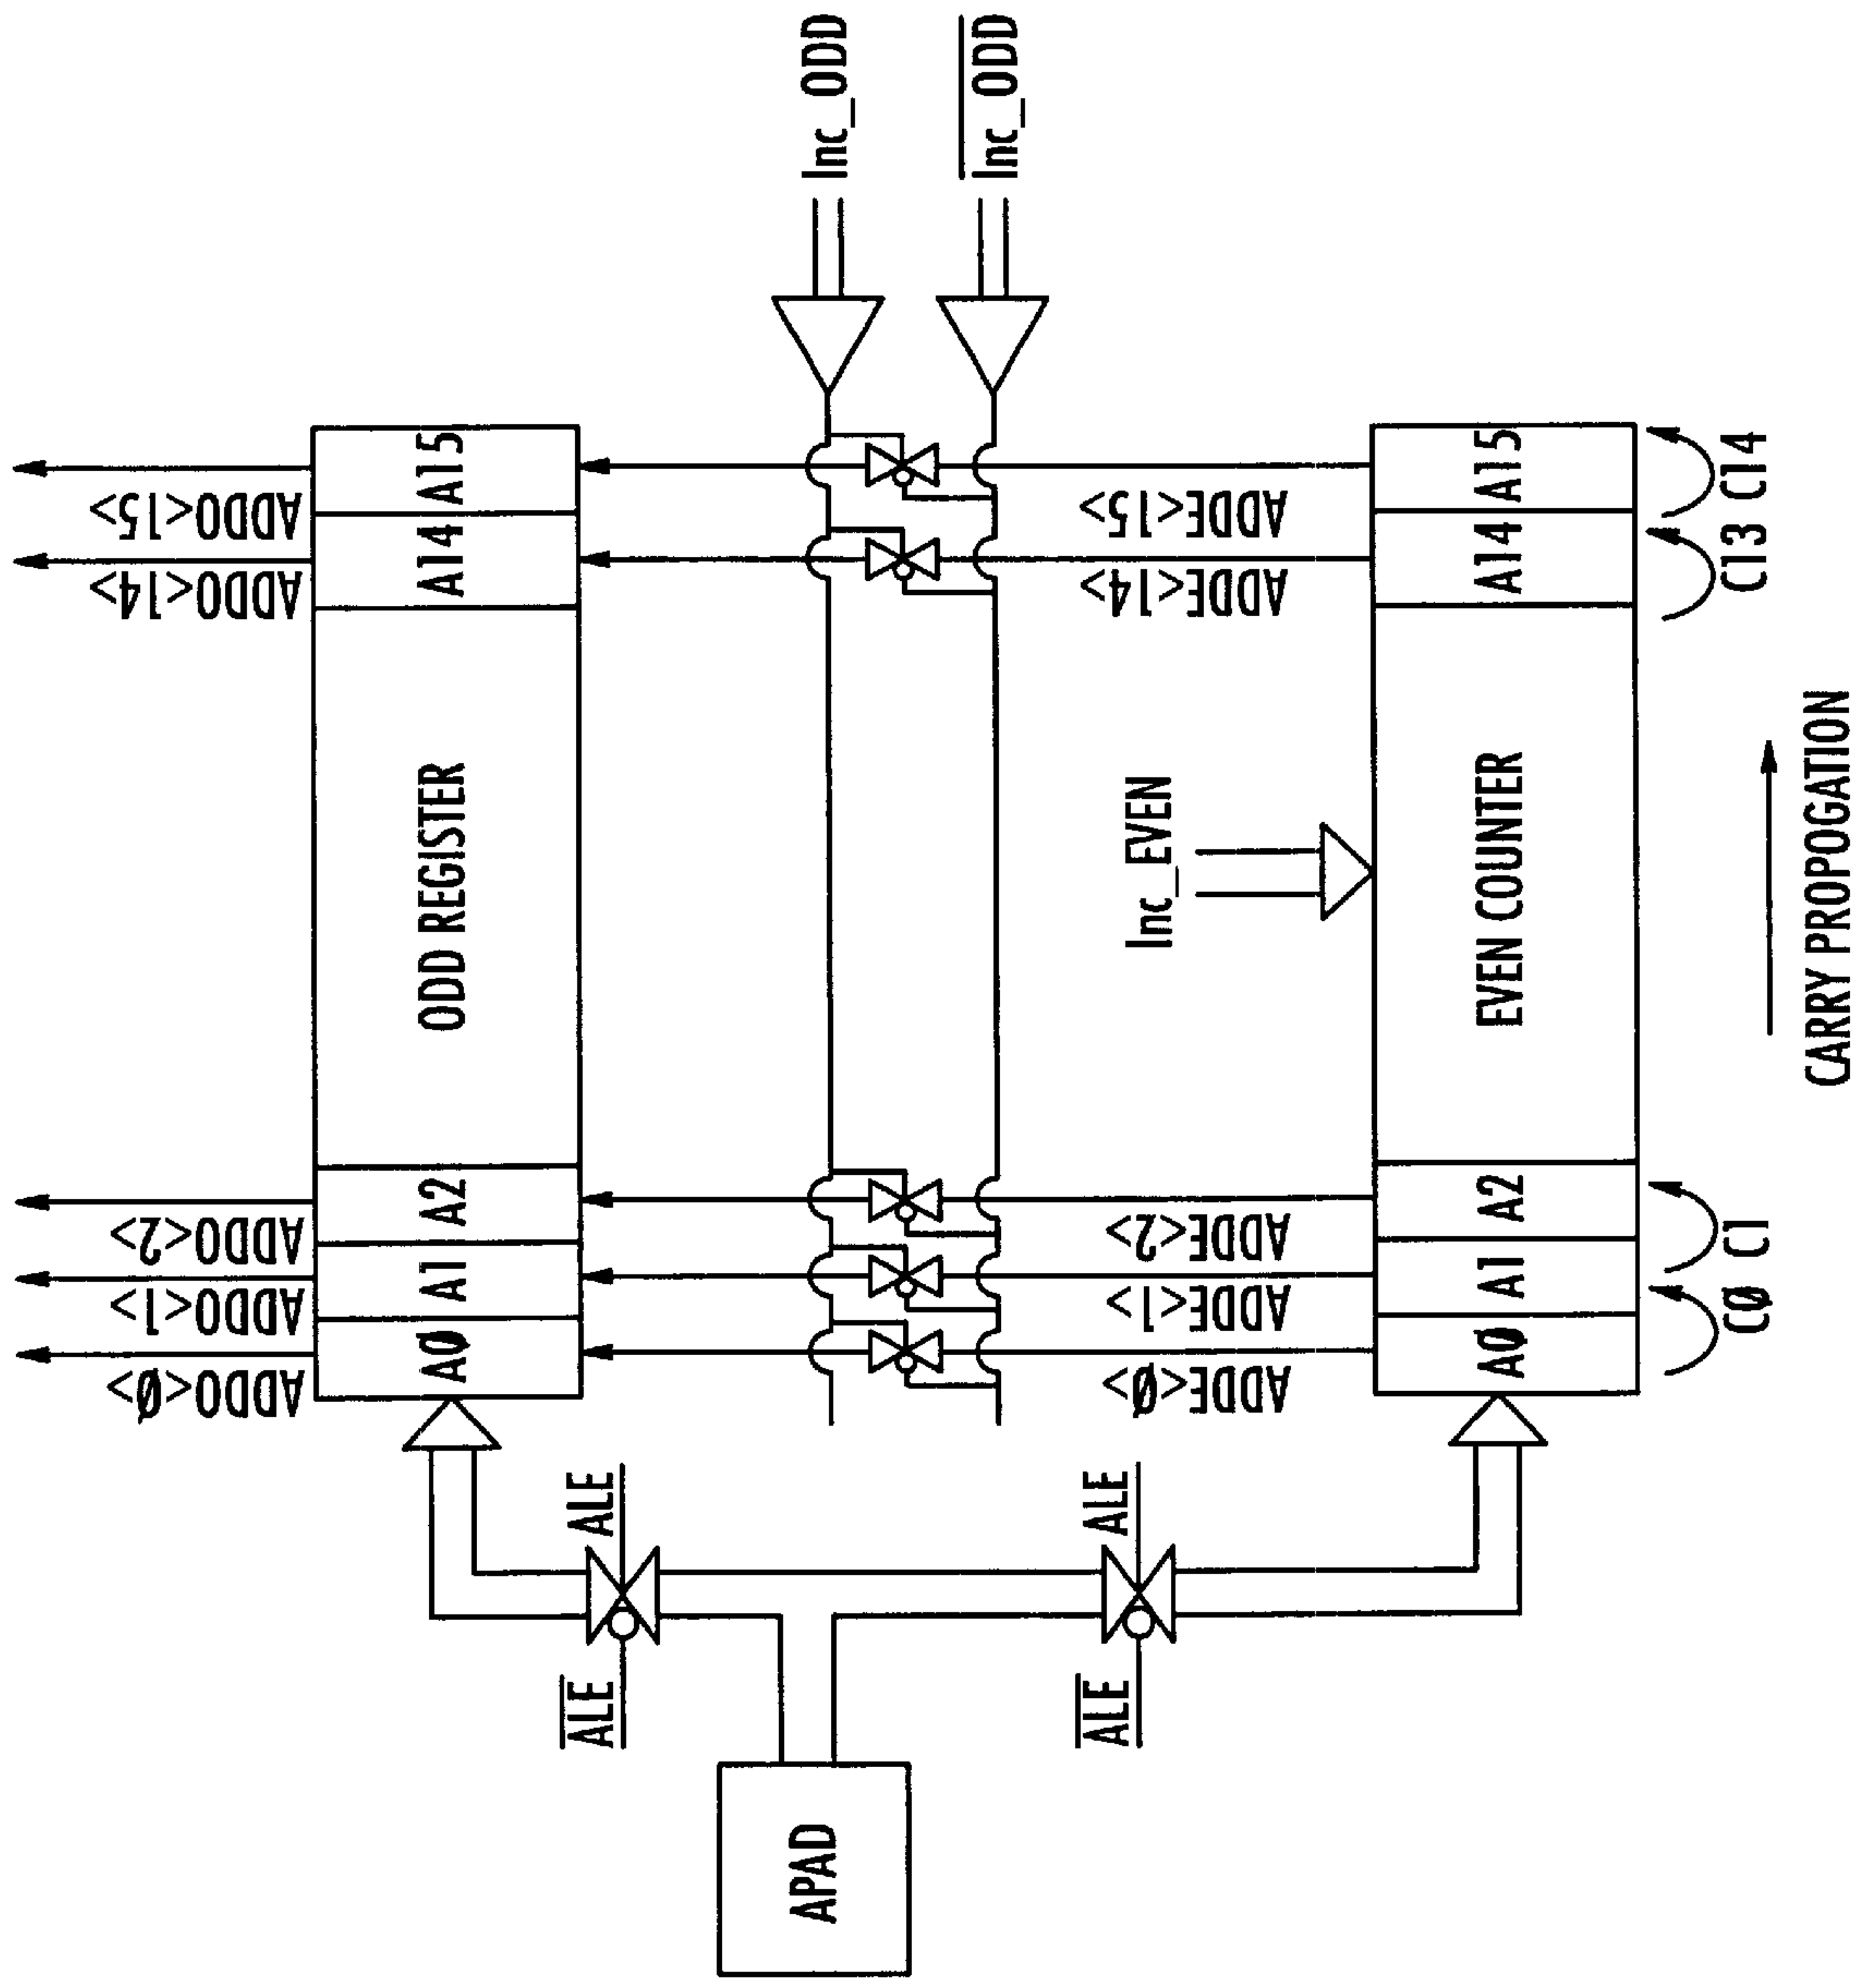 ADDO<0>
ADDO<1>
ADDO<2>
ADDO<14>
ADDO<15>
AØ
A1
A2
ODD REGISTER
A14
A15
ALE
ALE
Inc_ODD
Inc_ODD
APAD
ADDE<Ø>
ADDE<1>
ADDE<2>
ADDE<14>
ADDE<15>
Inc_EVEN
ALE
ALE
AØ
A1
A2
EVEN COUNTER
A14
A15
CØ
C1
C13
C14
CARRY PROPOGATION